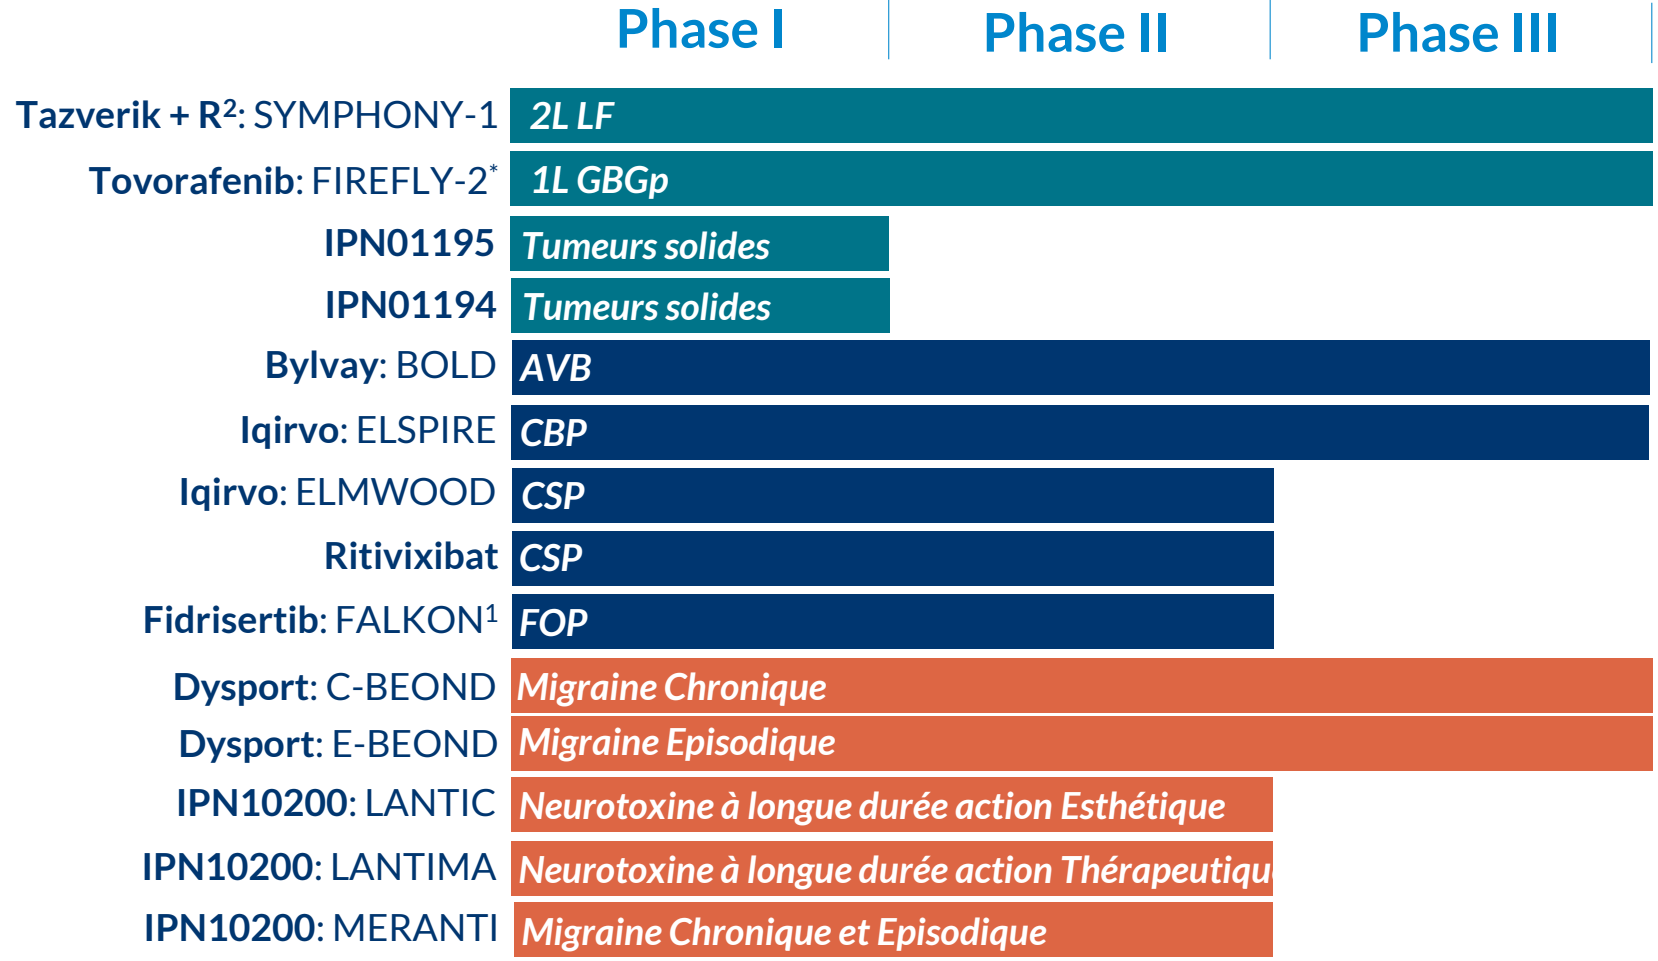 Phase I Phase II Phase III
Tazverik + R²: SYMPHONY-1 2L LF
Tovorafenib: FIREFLY-2* 1L GBGp
IPN01195 Tumeurs solides
IPN01194 Tumeurs solides
Bylvay: BOLD AVB
Iqirvo: ELSPIRE CBP
Iqirvo: ELMWOOD CSP
Ritivixibat CSP
Fidrisertib: FALKON¹ FOP
Dysport: C-BEOND Migraine Chronique
Dysport: E-BEOND Migraine Episodique
IPN10200: LANTIC Neurotoxine à longue durée action Esthétique
IPN10200: LANTIMA Neurotoxine à longue durée action Thérapeutiqu
IPN10200: MERANTI Migraine Chronique et Episodique